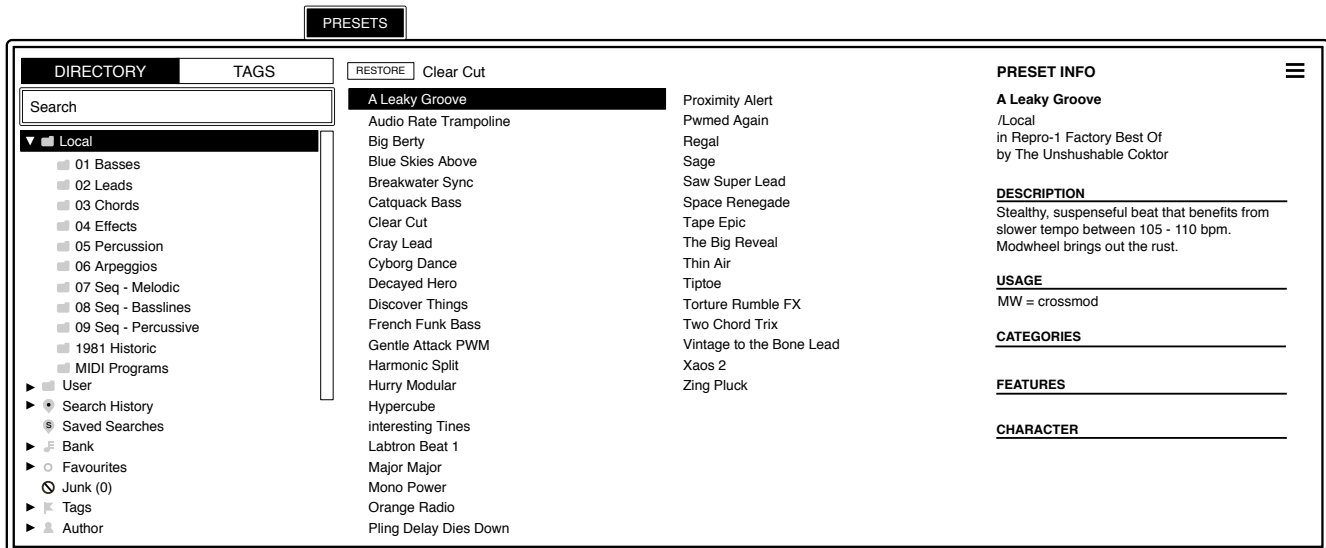 PRESETS
DIRECTORY
TAGS
Search
Local
01 Basses
02 Leads
03 Chords
04 Effects
05 Percussion
06 Arpeggios
07 Seq - Melodic
08 Seq - Basslines
09 Seq - Percussive
1981 Historic
MIDI Programs
User
Search History
S Saved Searches
Bank
Favourites
Junk (0)
Tags
Author
RESTORE Clear Cut
A Leaky Groove
Audio Rate Trampoline
Big Berty
Blue Skies Above
Breakwater Sync
Catquack Bass
Clear Cut
Cray Lead
Cyborg Dance
Decayed Hero
Discover Things
French Funk Bass
Gentle Attack PWM
Harmonic Split
Hurry Modular
Hypercube
interesting Tines
Labtron Beat 1
Major Major
Mono Power
Orange Radio
Pling Delay Dies Down
Proximity Alert
Pwmed Again
Regal
Sage
Saw Super Lead
Space Renegade
Tape Epic
The Big Reveal
Thin Air
Tiptoe
Torture Rumble FX
Two Chord Trix
Vintage to the Bone Lead
Xaos 2
Zing Pluck
PRESET INFO
A Leaky Groove
/Local
in Repro-1 Factory Best Of
by The Unshushable Coktor
DESCRIPTION
Stealthy, suspenseful beat that benefits from
slower tempo between 105 - 110 bpm.
Modwheel brings out the rust.
USAGE
MW = crossmod
CATEGORIES
FEATURES
CHARACTER